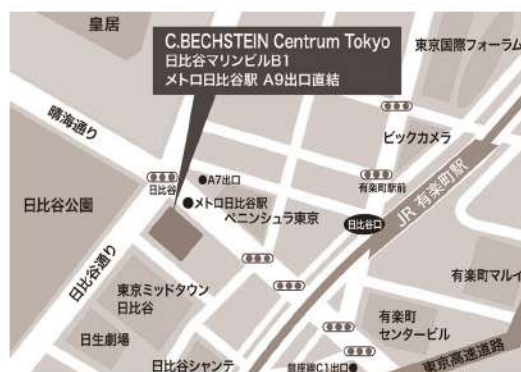 皇居
C.BECHSTEIN Centrum Tokyo
日比谷マリンビルB1
メトロ日比谷駅 A9出口直結
東京国際フォーラム
晴海通り
ビックカメラ
日比谷
●A7出口
有楽町駅前
JR 有楽町駅
日比谷公園
●メトロ日比谷駅
ペニンシュラ東京
日比谷口
日比谷通り
東京ミッドタウン
日比谷
有楽町マルイ
有楽町
センタービル
日生劇場
日比谷シャンテ
銀座線C1出口●
東京高速道路